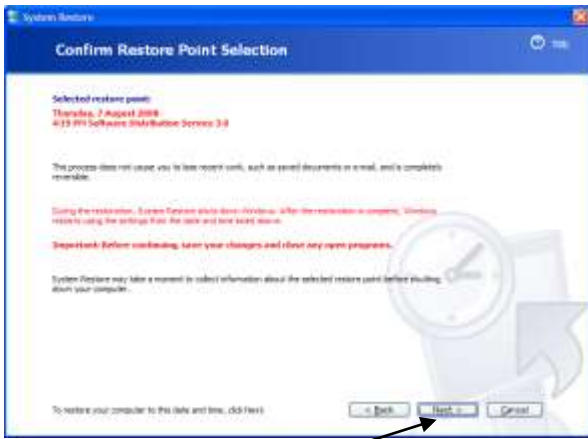 System Restore
Confirm Restore Point Selection
Help
Selected restore point:
Thursday, 7 August 2008
4:15 PM Software Distribution Service 3.0
This process does not cause you to lose recent work, such as saved documents or e-mail, and is completely
reversible.
During the restoration, System Restore shuts down Windows. After the restoration is complete, Windows
restarts using the settings from the date and time listed above.
Important: Before continuing, save your changes and close any open programs.
System Restore may take a moment to collect information about the selected restore point before shutting
down your computer.
To restore your computer to this date and time, click Next.
< Back
Next >
Cancel